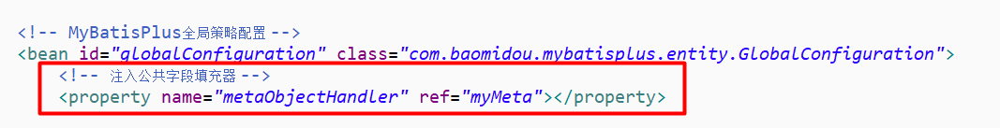 <!-- MyBatisPlus全局策略配置 -->
<bean id="globalConfiguration" class="com.baomidou.mybatisplus.entity.GlobalConfiguration">
<!-- 注入公共字段填充器 -->
<property name="metaObjectHandler" ref="myMeta"></property>